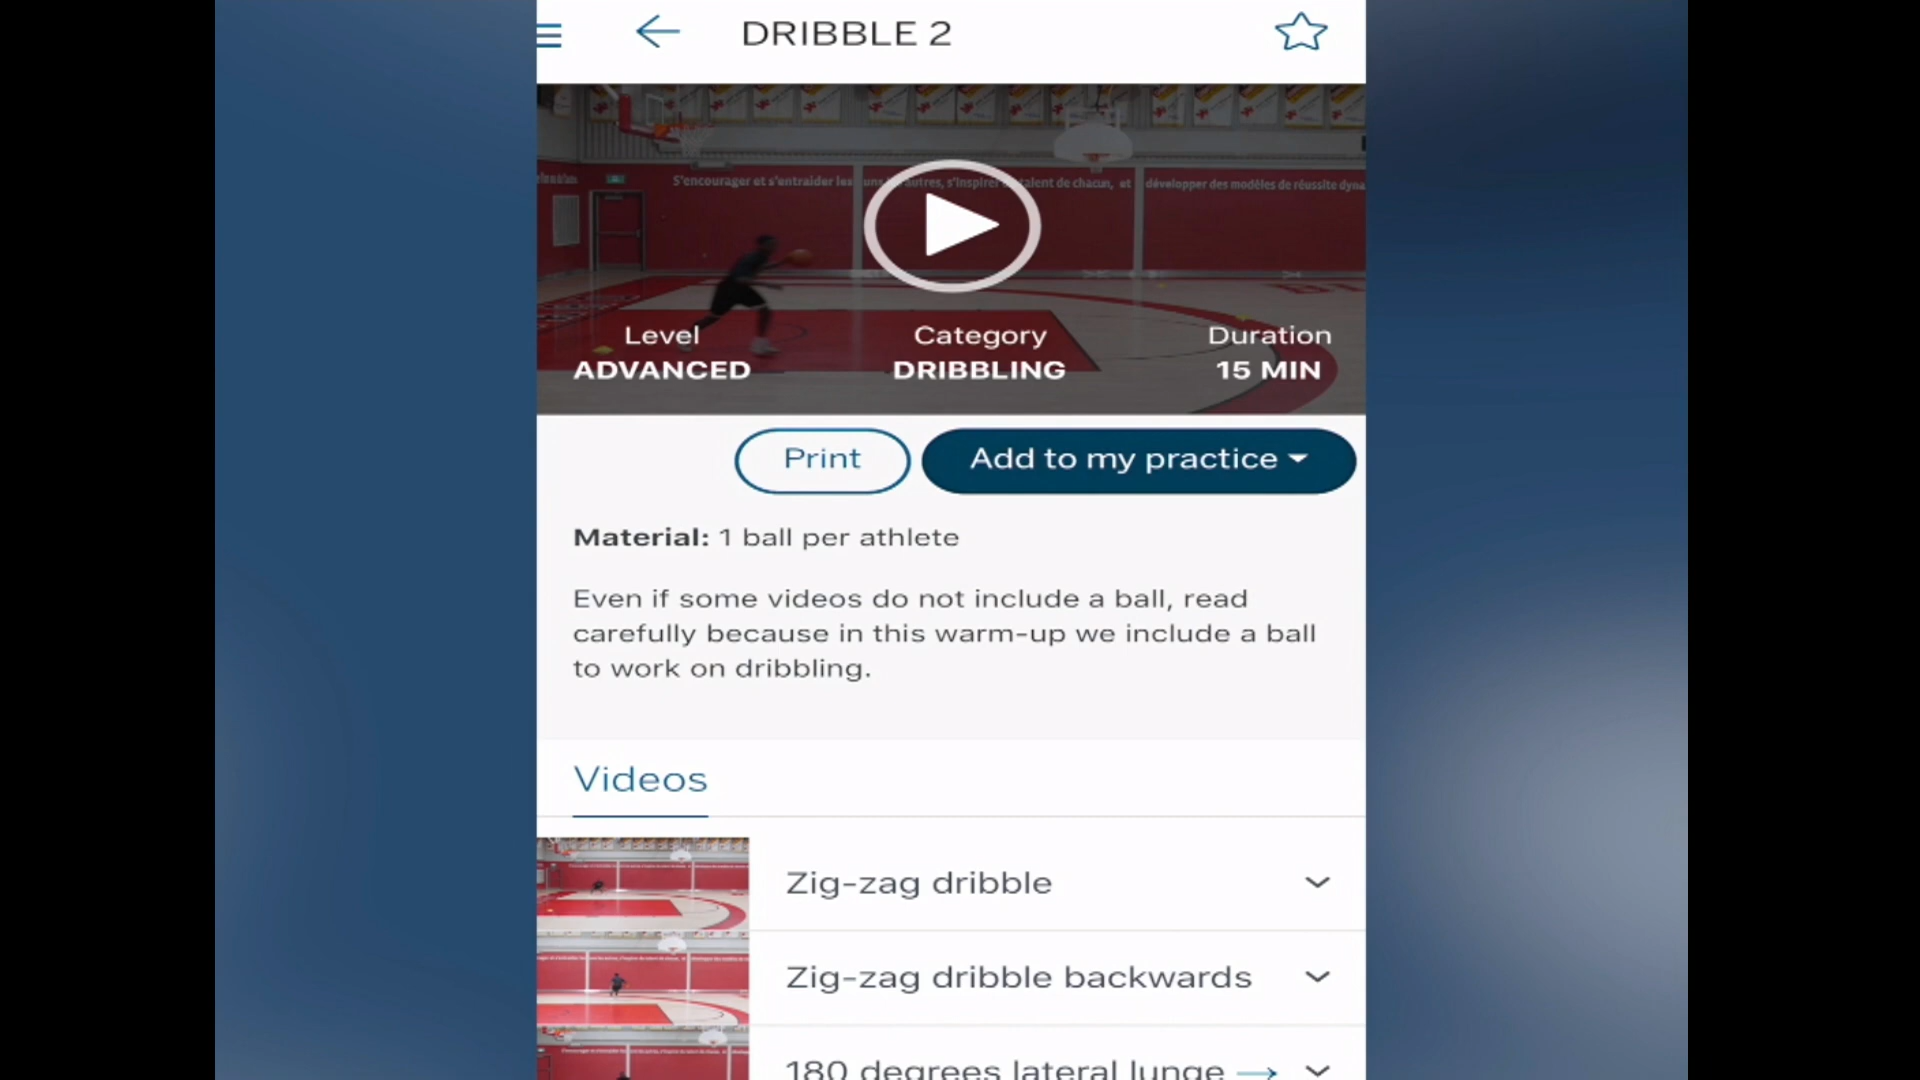 DRIBBLE 2
S'encourager et s'entraider les uns autres, s'inspirer talent de chacun, et développer des modèles de réussite dyna
Level
ADVANCED
Category
DRIBBLING
Duration
15 MIN
Print
Add to my practice
Material: 1 ball per athlete
Even if some videos do not include a ball, read
carefully because in this warm-up we include a ball
to work on dribbling.
Videos
Zig-zag dribble
Zig-zag dribble backwards
180 degrees lateral lunge